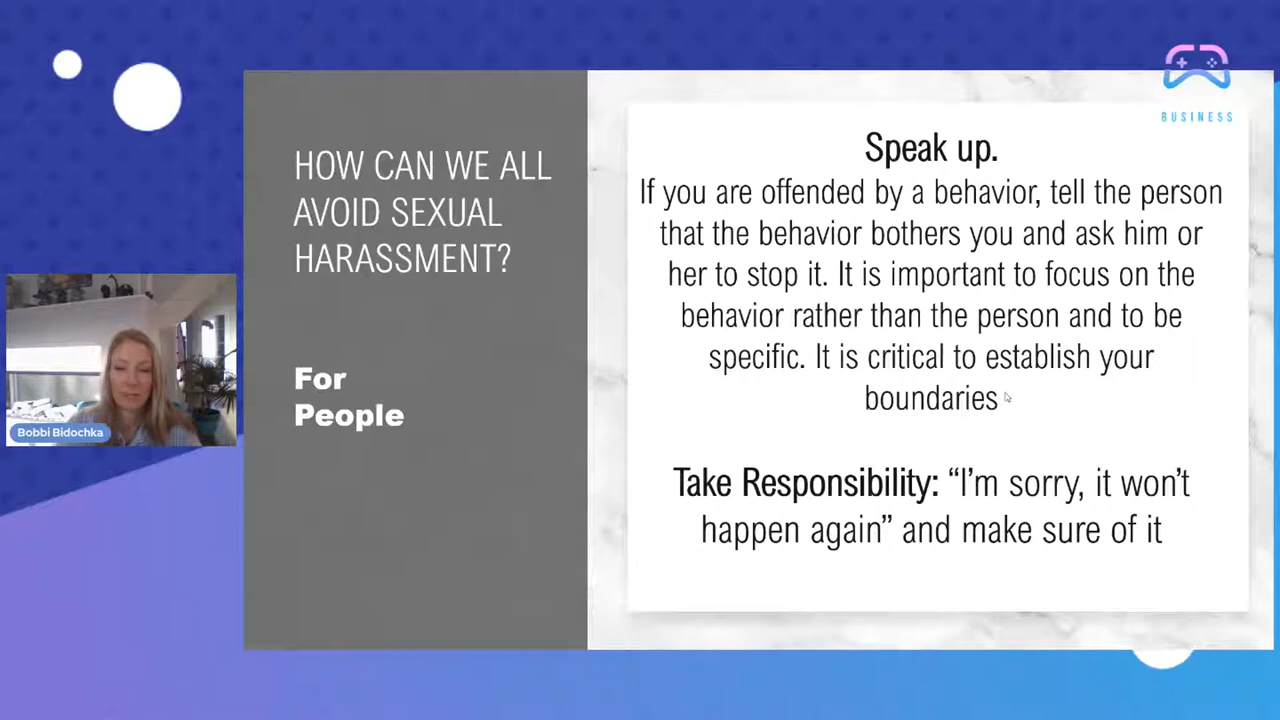 BUSINESS
HOW CAN WE ALL
AVOID SEXUAL
HARASSMENT?
For
People
Speak up.
If you are offended by a behavior, tell the person
that the behavior bothers you and ask him or
her to stop it. It is important to focus on the
behavior rather than the person and to be
specific. It is critical to establish your
boundaries
Take Responsibility: “I’m sorry, it won’t
happen again” and make sure of it
Bobbi Bidochka